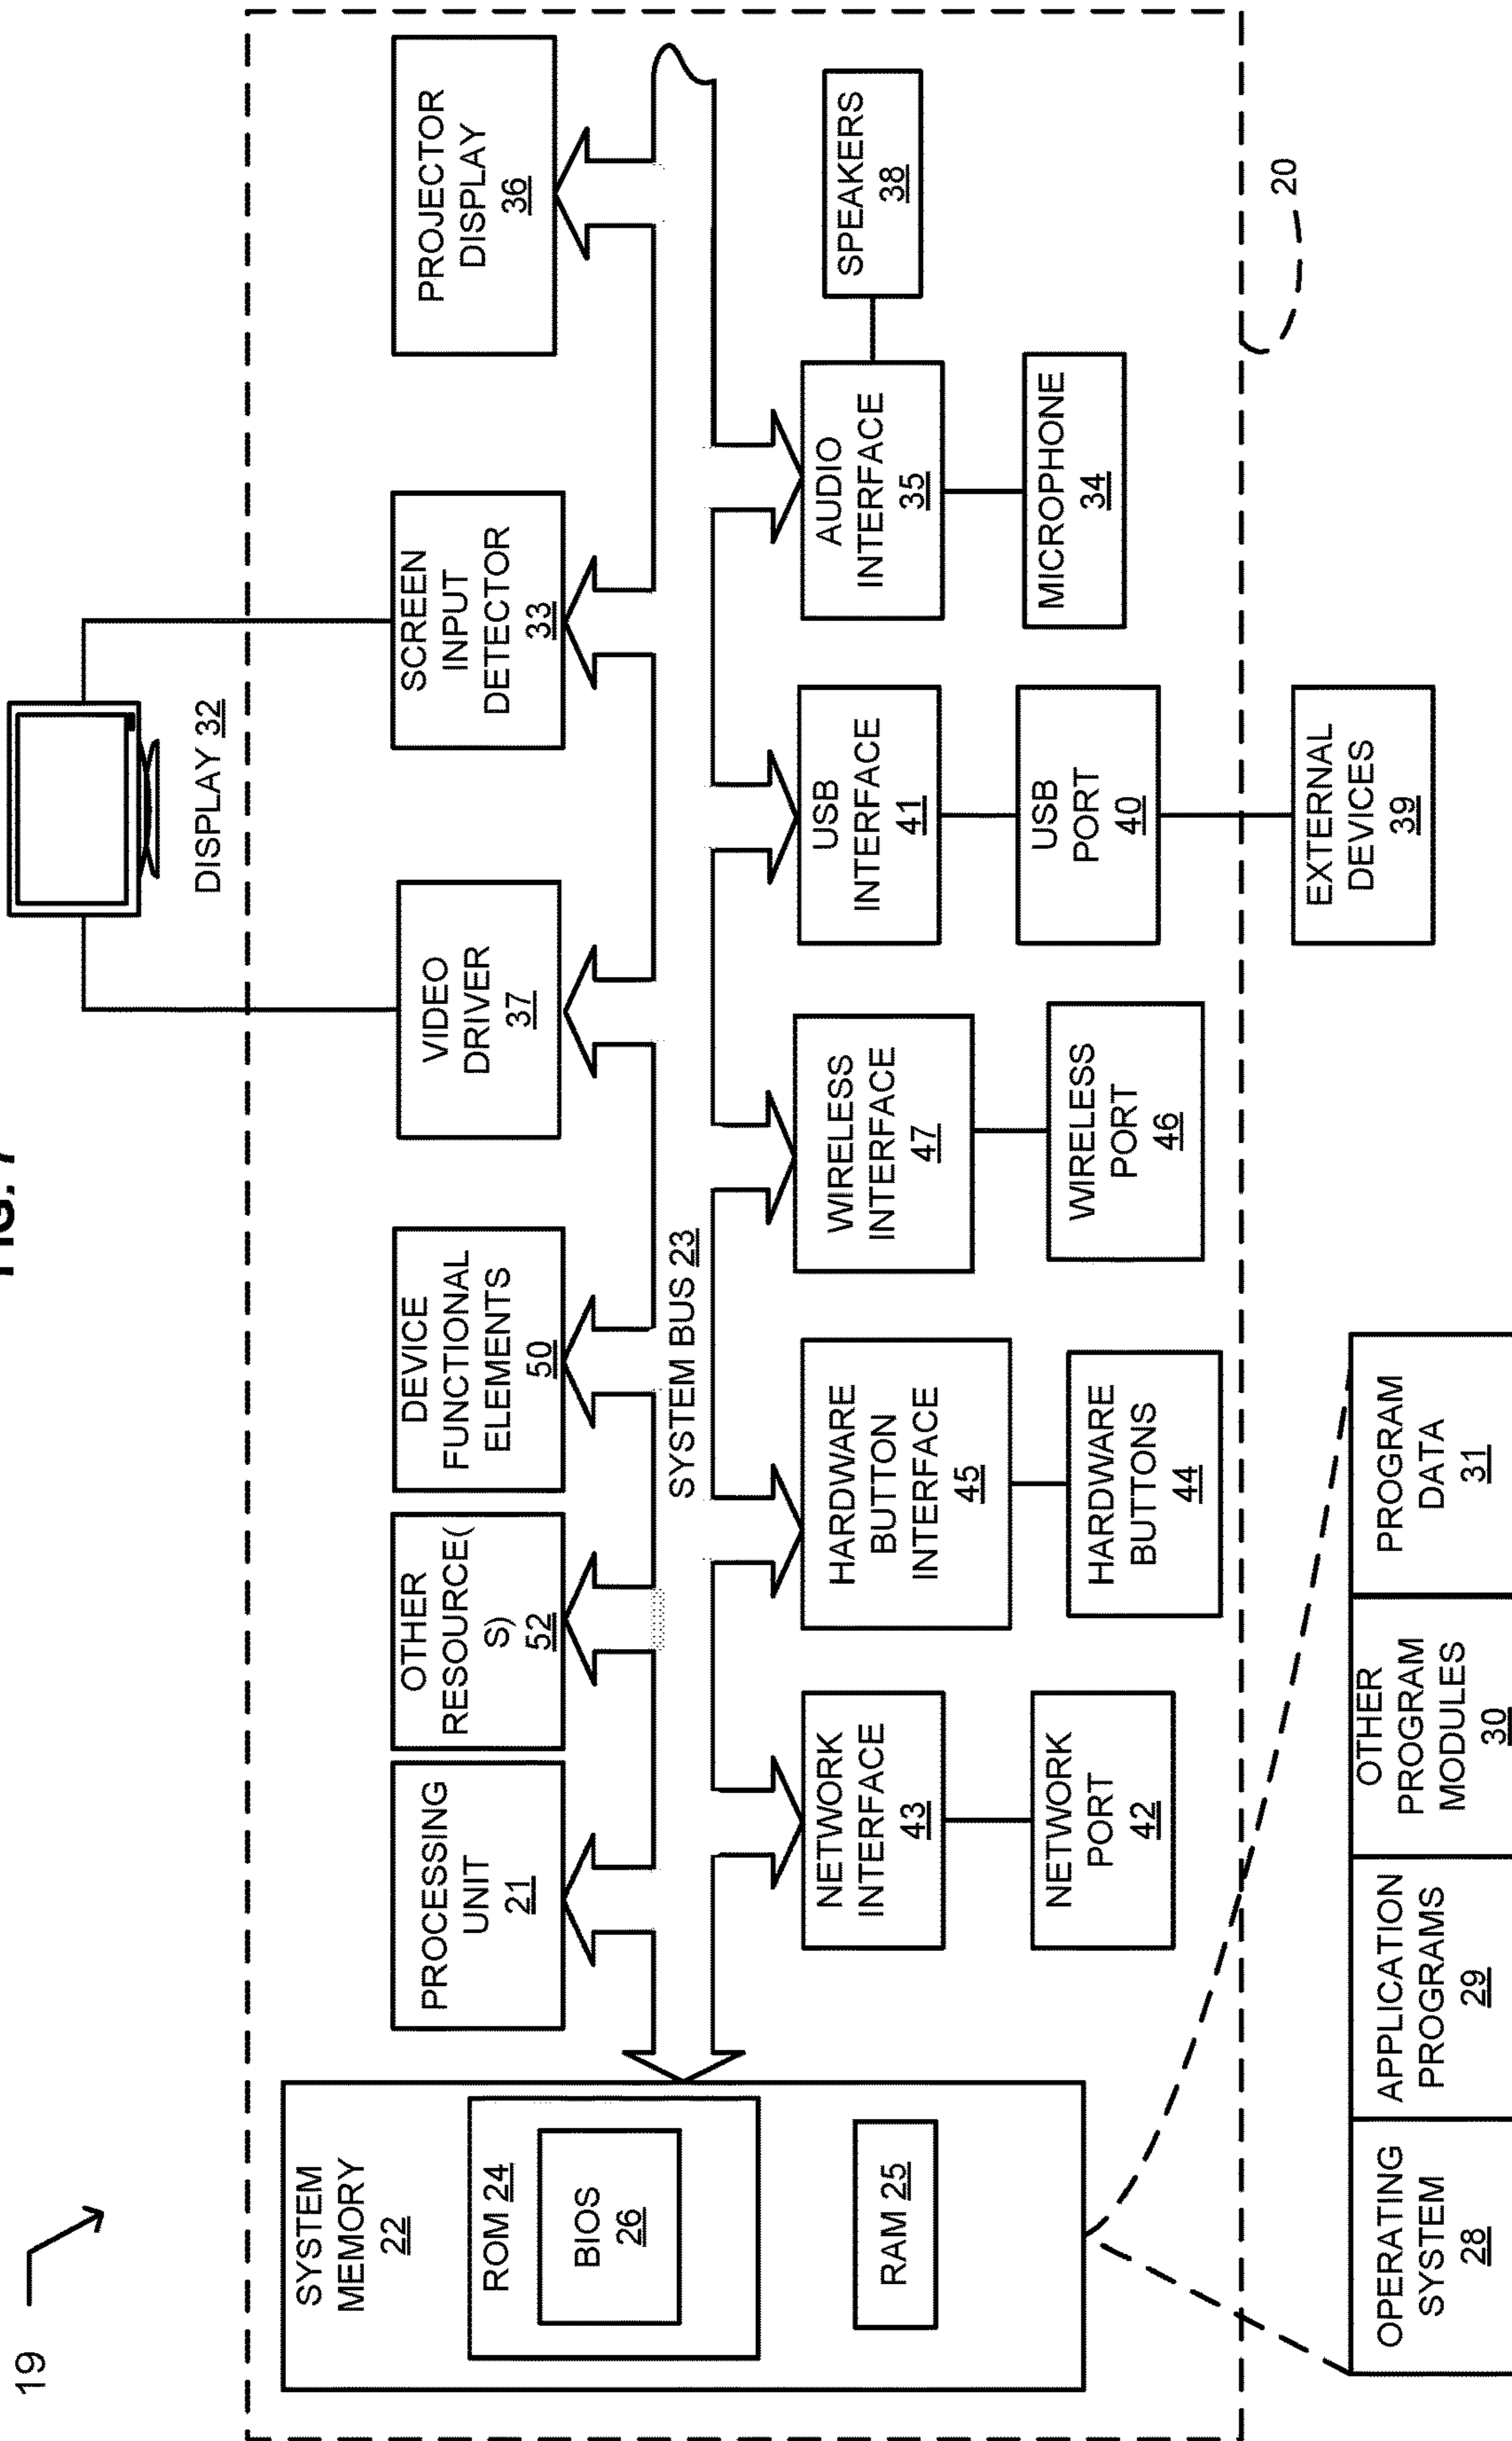 FIG. 7
19
DISPLAY 32
SYSTEM
MEMORY
22
ROM 24
BIOS
26
RAM 25
PROCESSING
UNIT
21
OTHER
RESOURCE(
S)
52
DEVICE
FUNCTIONAL
ELEMENTS
50
VIDEO
DRIVER
37
SCREEN
INPUT
DETECTOR
33
PROJECTOR
DISPLAY
36
SYSTEM BUS 23
NETWORK
INTERFACE
43
HARDWARE
BUTTON
INTERFACE
45
WIRELESS
INTERFACE
47
USB
INTERFACE
41
AUDIO
INTERFACE
35
SPEAKERS
38
NETWORK
PORT
42
HARDWARE
BUTTONS
44
WIRELESS
PORT
46
USB
PORT
40
MICROPHONE
34
20
EXTERNAL
DEVICES
39
OPERATING
SYSTEM
28
APPLICATION
PROGRAMS
29
OTHER
PROGRAM
MODULES
30
PROGRAM
DATA
31